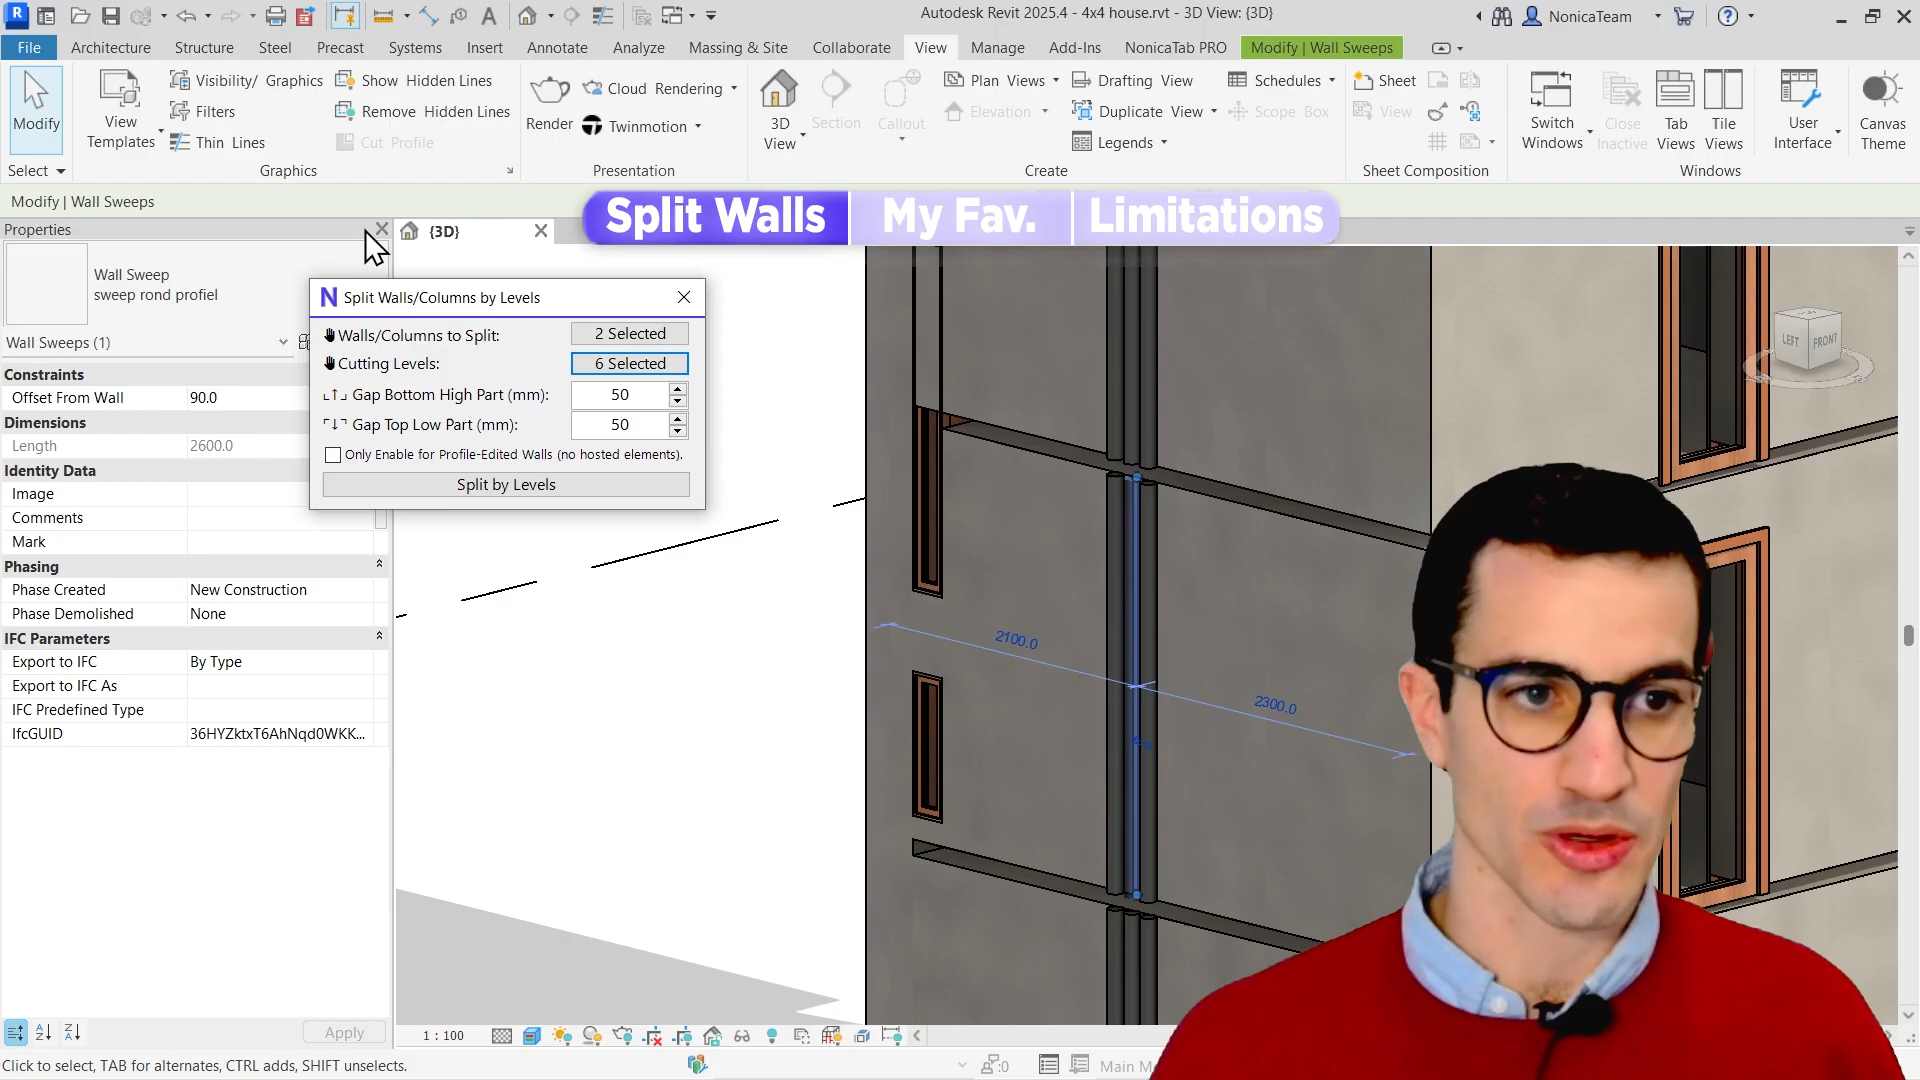 Autodesk Revit 2025.4 - 4x4 house.rvt - 3D View: {3D}
NonicaTeam
File Architecture Structure Steel Precast Systems Insert Annotate Analyze Massing & Site Collaborate View Manage Add-Ins NonicaTab PRO Modify | Wall Sweeps
Modify
View Templates
Visibility/ Graphics
Filters
Thin Lines
Show Hidden Lines
Remove Hidden Lines
Cut Profile
Render
Cloud Rendering
Twinmotion
3D View
Section
Callout
Plan Views
Elevation
Drafting View
Duplicate View
Legends
Schedules
Scope Box
Sheet
View
Switch Windows
Close Inactive
Tab Views
Tile Views
User Interface
Canvas Theme
Select
Graphics
Presentation
Create
Sheet Composition
Windows
Modify | Wall Sweeps
Split Walls My Fav. Limitations
Properties
{3D}
Wall Sweep
sweep rond profiel
Wall Sweeps (1)
Constraints
Offset From Wall 90.0
Dimensions
Length 2600.0
Identity Data
Image
Comments
Mark
Phasing
Phase Created New Construction
Phase Demolished None
IFC Parameters
Export to IFC By Type
Export to IFC As
IFC Predefined Type
IfcGUID 36HYZktxT6AhNqd0WKK...
Apply
N Split Walls/Columns by Levels
Walls/Columns to Split: 2 Selected
Cutting Levels: 6 Selected
Gap Bottom High Part (mm): 50
Gap Top Low Part (mm): 50
Only Enable for Profile-Edited Walls (no hosted elements).
Split by Levels
LEFT FRONT
2100.0
2300.0
1 : 100
Click to select, TAB for alternates, CTRL adds, SHIFT unselects.
:0
Main M